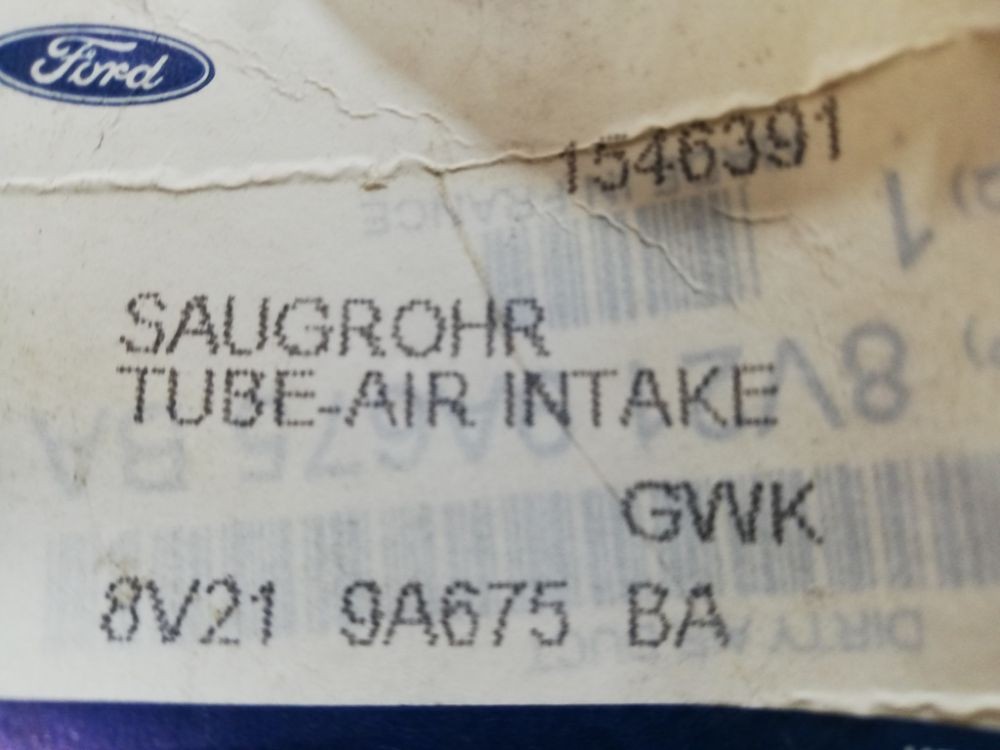 Ford
1546391
SAUGROHR
TUBE-AIR INTAKE
GWK
8V21 9A675 BA